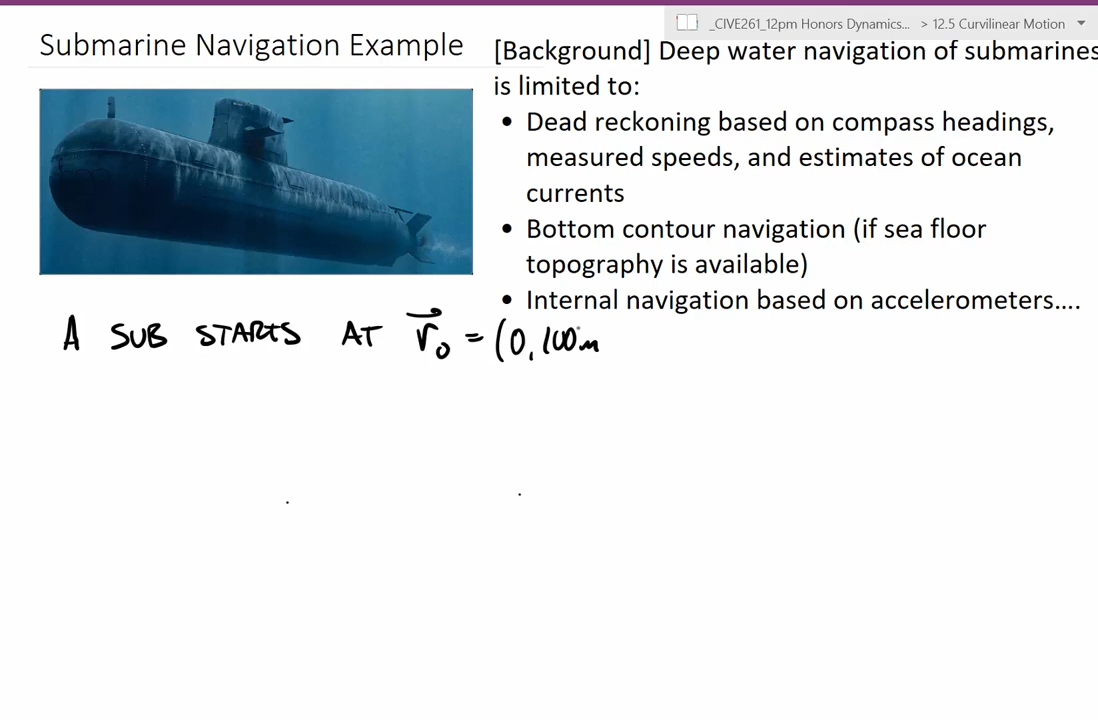 _CIVE261_12pm Honors Dynamics... > 12.5 Curvilinear Motion
Submarine Navigation Example
[Background] Deep water navigation of submarines
is limited to:
• Dead reckoning based on compass headings,
measured speeds, and estimates of ocean
currents
• Bottom contour navigation (if sea floor
topography is available)
• Internal navigation based on accelerometers....
A SUB STARTS AT r⃗₀ = (0, 100m